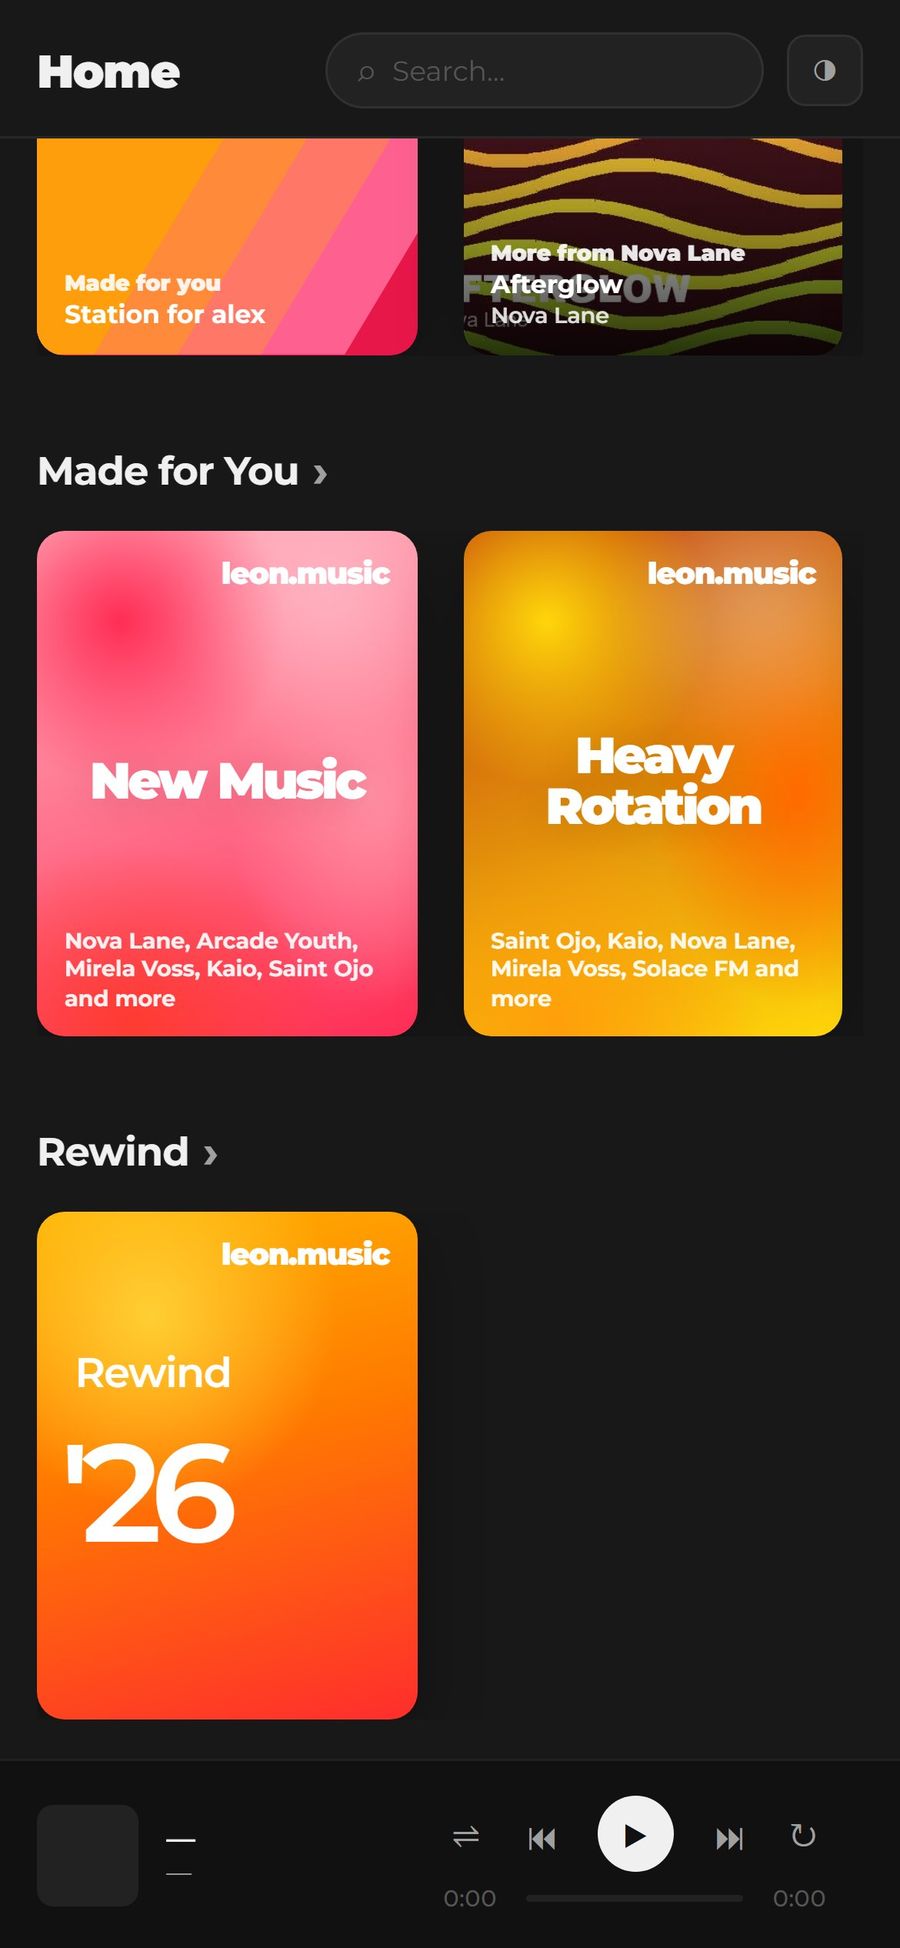 Home
Search...
Made for you
Station for alex
More from Nova Lane
Afterglow
Nova Lane
Made for You ›
leon.music
New Music
Nova Lane, Arcade Youth,
Mirela Voss, Kaio, Saint Ojo
and more
leon.music
Heavy
Rotation
Saint Ojo, Kaio, Nova Lane,
Mirela Voss, Solace FM and
more
Rewind ›
leon.music
Rewind
'26
—
—
0:00
0:00